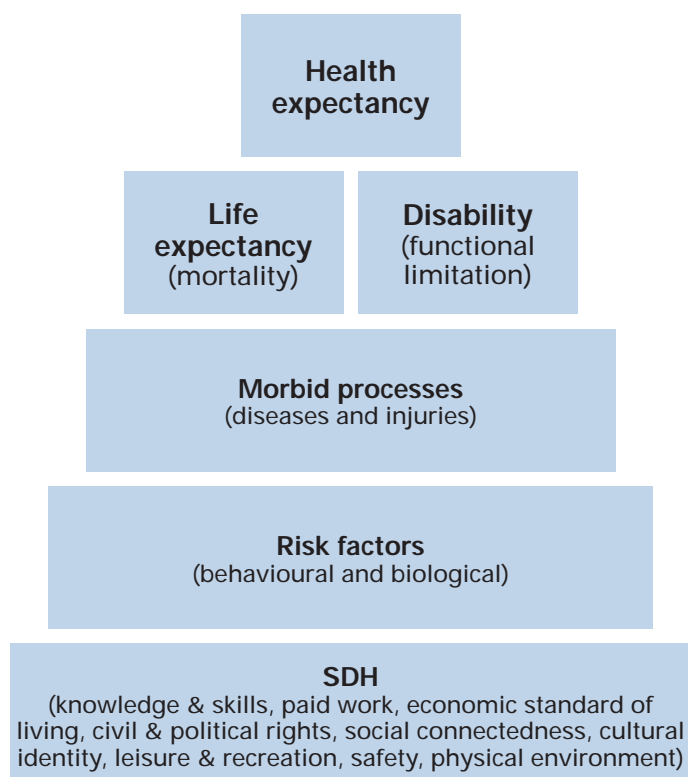 Health
expectancy
Life
expectancy
(mortality)
Disability
(functional
limitation)
Morbid processes
(diseases and injuries)
Risk factors
(behavioural and biological)
SDH
(knowledge & skills, paid work, economic standard of
living, civil & political rights, social connectedness, cultural
identity, leisure & recreation, safety, physical environment)